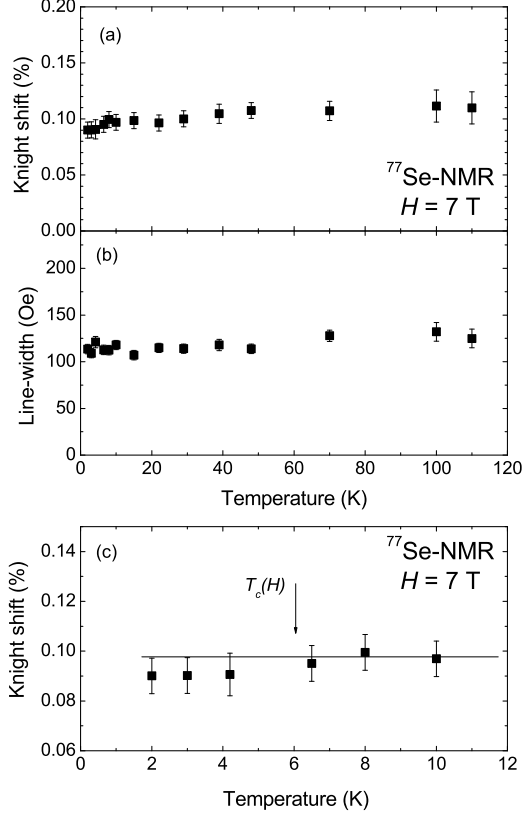 0.20
(a)
0.15
Knight shift (%)
0.10
0.05
⁷⁷Se-NMR
H = 7 T
0.00
(b)
200
Line-width (Oe)
150
100
50
0
0 20 40 60 80 100 120
Temperature (K)
0.14
(c)
⁷⁷Se-NMR
H = 7 T
0.12
T_c(H)
Knight shift (%)
0.10
0.08
0.06
0 2 4 6 8 10 12
Temperature (K)